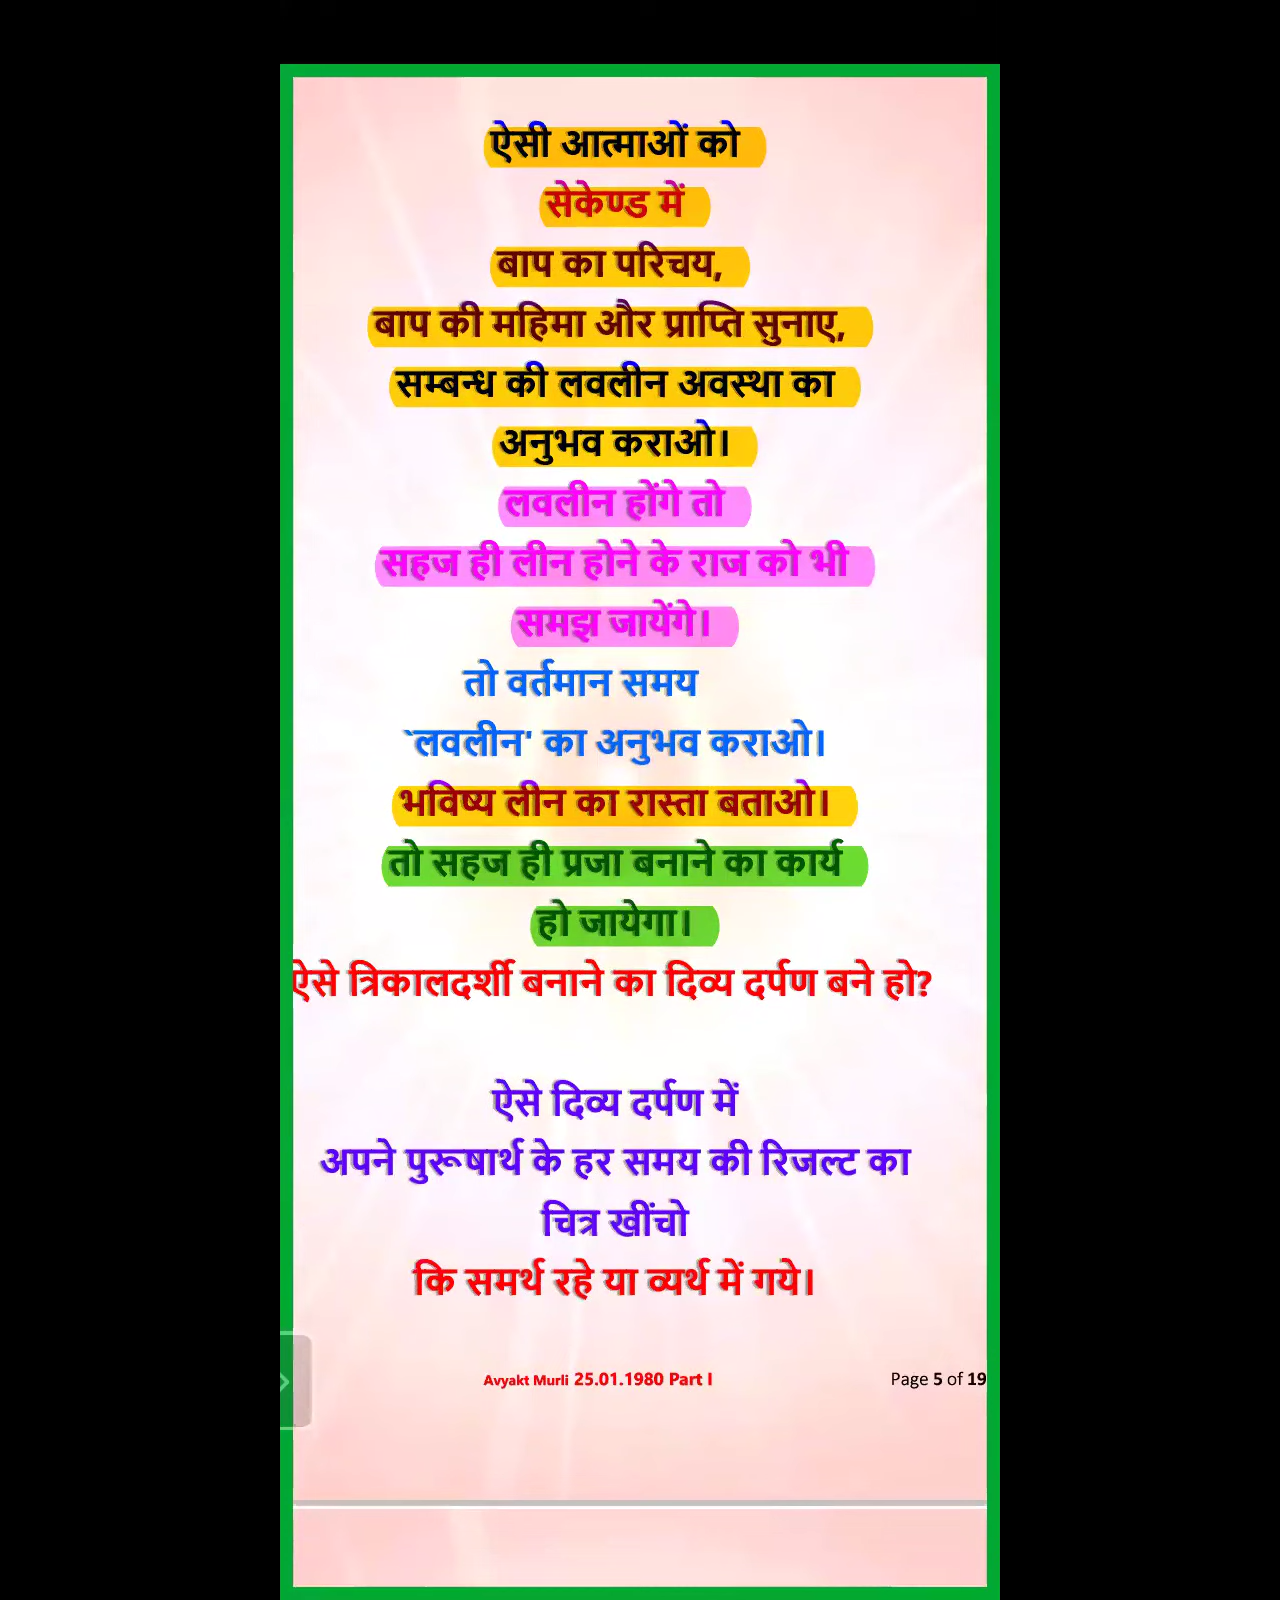 ऐसी आत्माओं को
सेकेण्ड में
बाप का परिचय,
बाप की महिमा और प्राप्ति सुनाए,
सम्बन्ध की लवलीन अवस्था का
अनुभव कराओ।
लवलीन होंगे तो
सहज ही लीन होने के राज को भी
समझ जायेंगे।
तो वर्तमान समय
`लवलीन' का अनुभव कराओ।
भविष्य लीन का रास्ता बताओ।
तो सहज ही प्रजा बनाने का कार्य
हो जायेगा।
ऐसे त्रिकालदर्शी बनाने का दिव्य दर्पण बने हो?
ऐसे दिव्य दर्पण में
अपने पुरूषार्थ के हर समय की रिजल्ट का
चित्र खींचो
कि समर्थ रहे या व्यर्थ में गये।
Avyakt Murli 25.01.1980 Part I Page 5 of 19